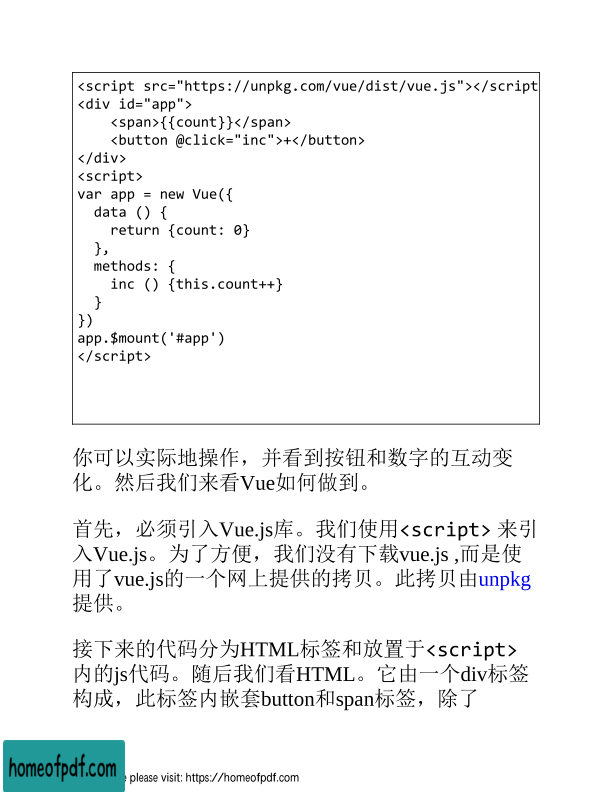 <script src="https://unpkg.com/vue/dist/vue.js"></script
<div id="app">
    <span>{{count}}</span>
    <button @click="inc">+</button>
</div>
<script>
var app = new Vue({
  data () {
    return {count: 0}
  },
  methods: {
    inc () {this.count++}
  }
})
app.$mount('#app')
</script>
你可以实际地操作，并看到按钮和数字的互动变
化。然后我们来看Vue如何做到。
首先，必须引入Vue.js库。我们使用<script> 来引
入Vue.js。为了方便，我们没有下载vue.js ,而是使
用了vue.js的一个网上提供的拷贝。此拷贝由unpkg
提供。
接下来的代码分为HTML标签和放置于<script>
内的js代码。随后我们看HTML。它由一个div标签
构成，此标签内嵌套button和span标签，除了
homeofpdf.com
e please visit: https://homeofpdf.com